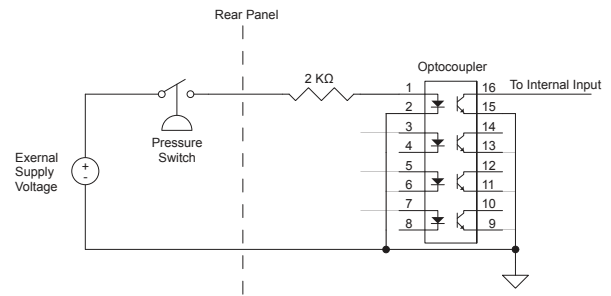 Rear Panel
2 KΩ
Optocoupler
1 16 To Internal Input
2 15
3 14
4 13
Pressure
Switch
5 12
6 11
7 10
8 9
Exernal
Supply
Voltage
+
-